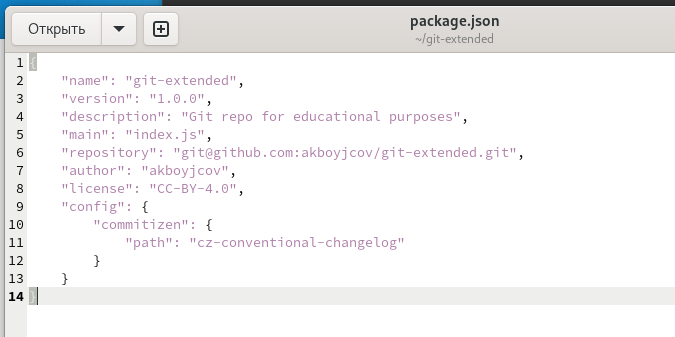 Открыть
package.json
~/git-extended
1 {
2 "name": "git-extended",
3 "version": "1.0.0",
4 "description": "Git repo for educational purposes",
5 "main": "index.js",
6 "repository": "git@github.com:akboyjcov/git-extended.git",
7 "author": "akboyjcov",
8 "license": "CC-BY-4.0",
9 "config": {
10 "commitizen": {
11 "path": "cz-conventional-changelog"
12 }
13 }
14 }